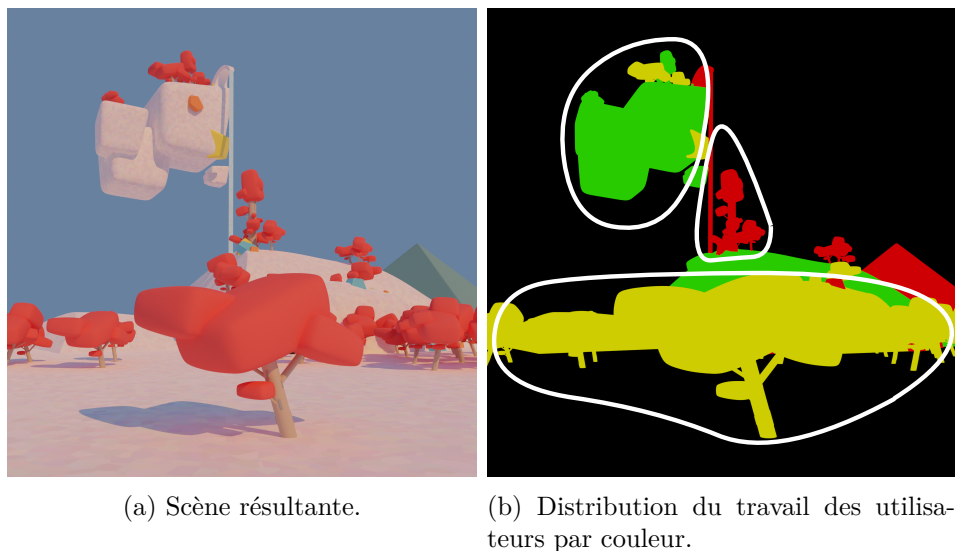 (a) Scène résultante.
(b) Distribution du travail des utilisa-
teurs par couleur.